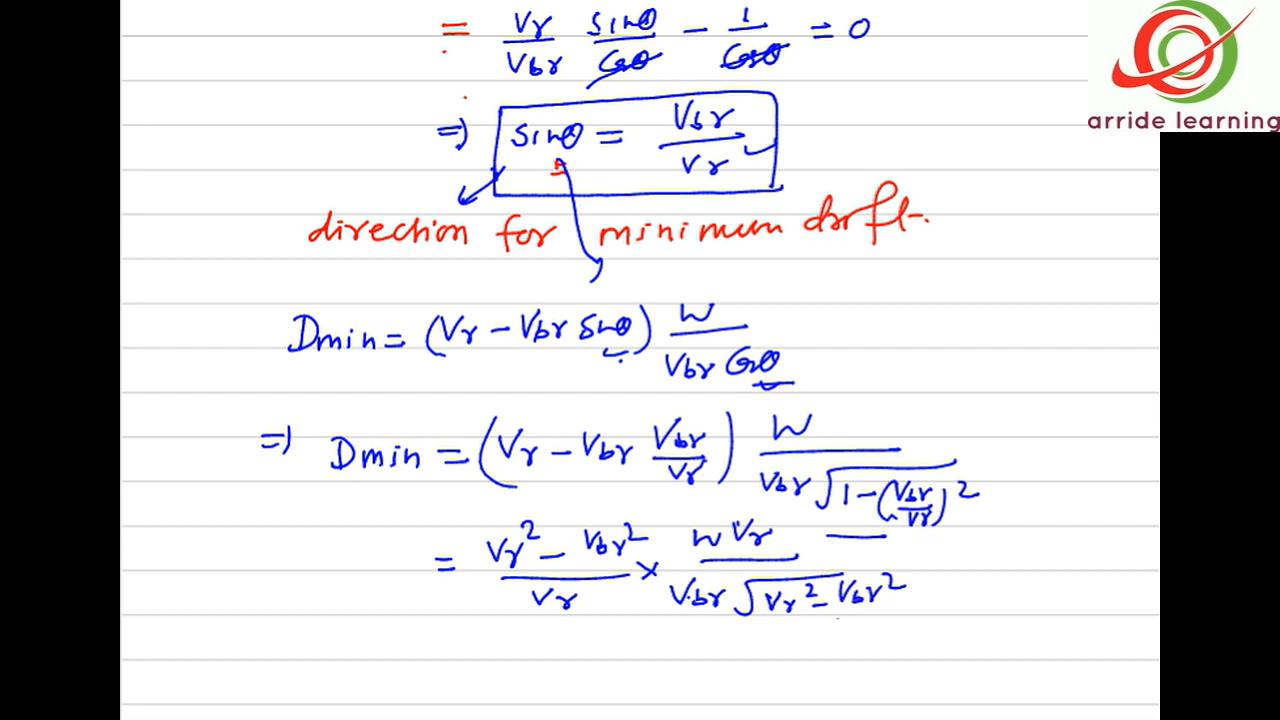 = Vr/Vbr sinθ/cosθ - 1/cosθ = 0
arride learning
=> sinθ = Vbr/Vr
direction for minimum drift.
Dmin = (Vr - Vbr sinθ) W/Vbr cosθ
=> Dmin = (Vr - Vbr Vbr/Vr) W/Vbr √1-(Vbr/Vr)²
= Vr² - Vbr²/Vr × W Vr/Vbr √Vr² - Vbr²